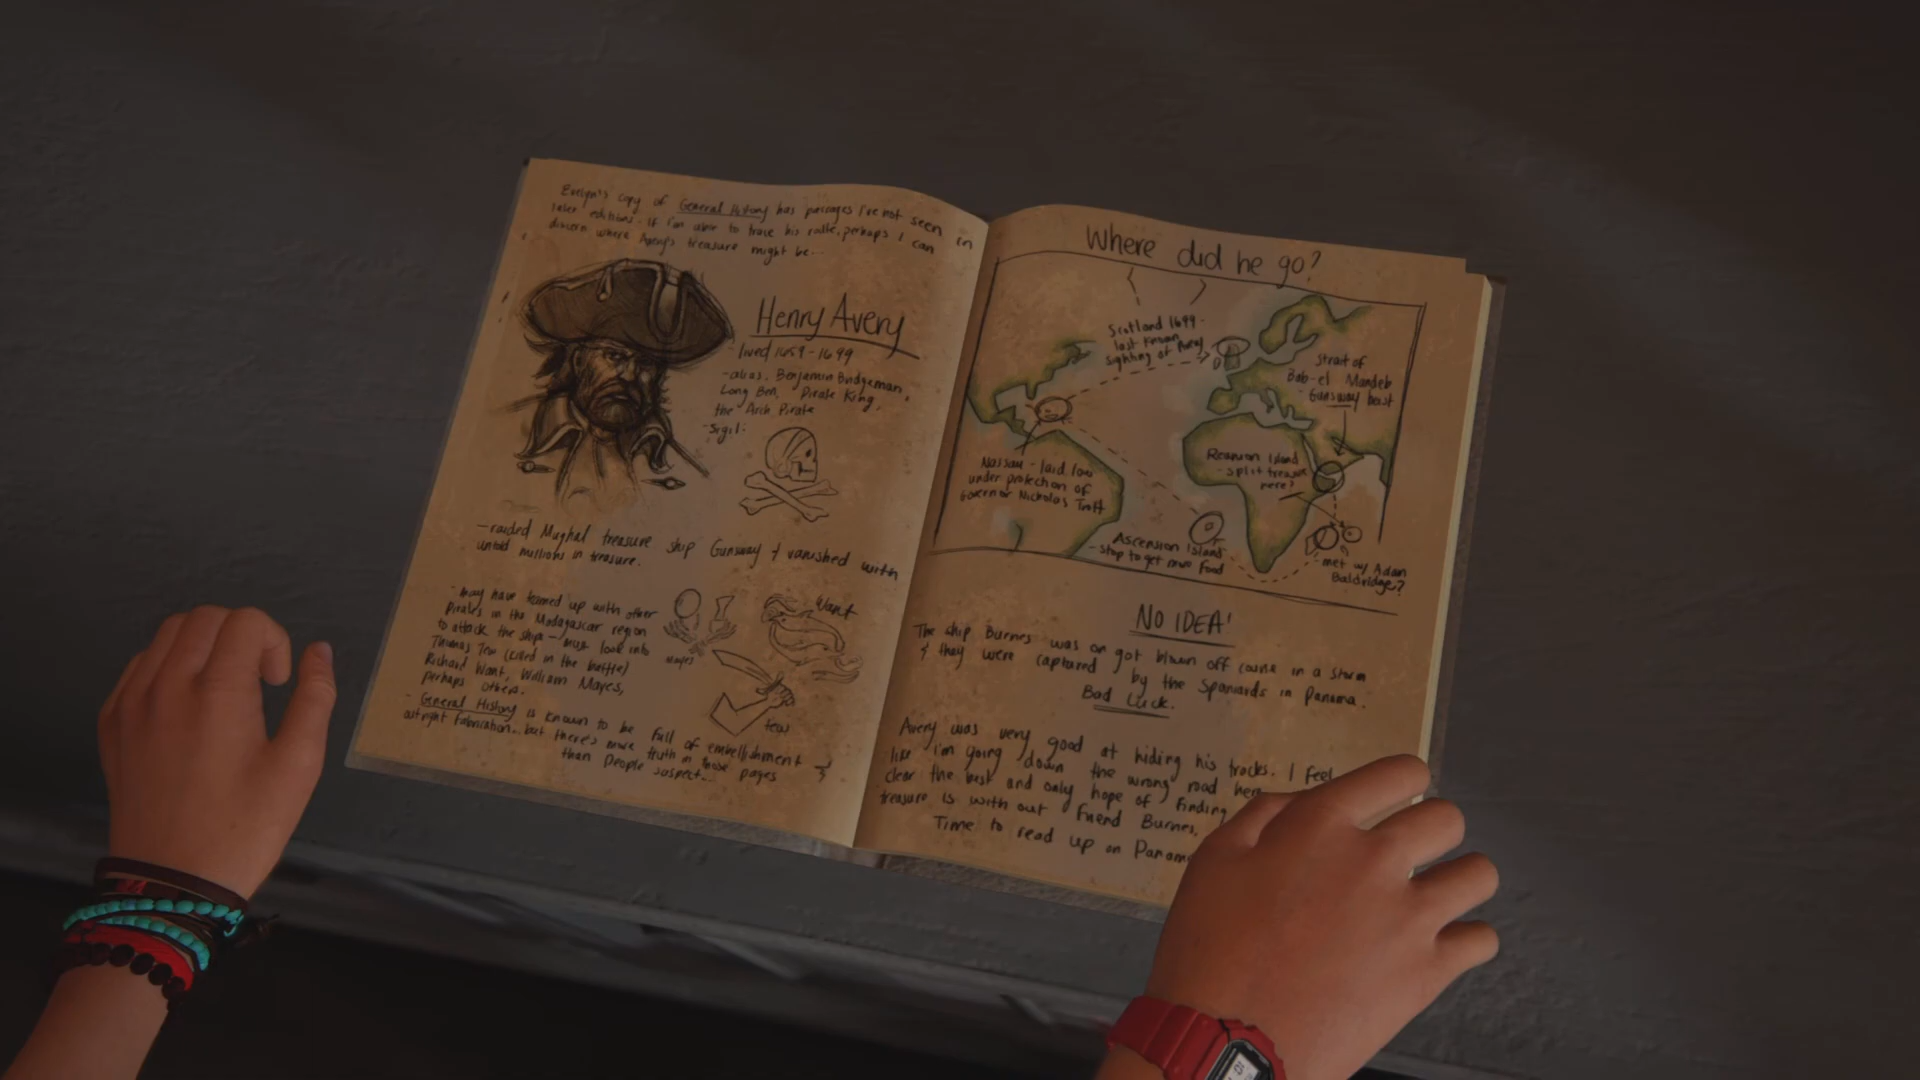 Evelyn's copy of General History has passages I've not seen in
later editions. If I'm able to trace his route, perhaps I can
discern where Avery's treasure might be...
Henry Avery
- lived 1659-1699
- alias. Benjamin Bridgeman,
Long Ben, Pirate King,
the Arch Pirate
- Sigil:
- raided Mughal treasure ship Gunsway & vanished with
untold millions in treasure.
- may have teamed up with other
pirates in the Madagascar region
to attack the ship - must look into
Thomas Tew (killed in the battle)
Richard Want, William Mayes,
perhaps others.
Mayes
Want
Tew
- General History is known to be full of embellishment &
outright fabrication.. but there's more truth in those pages
than people suspect...
Where did he go?
Scotland 1699-
last known
sighting of Avery
Strait of
Bab-el Mandeb
- Gunsway heist
Reunion Island
- split treasure
here?
Nassau - laid low
under protection of
Governor Nicholas Trott
Ascension Island
- stop to get more food
- met w/ Adam
Baldridge?
NO IDEA!
The ship Burnes was on got blown off course in a storm
& they were captured by the Spaniards in Panama.
Bad Luck.
Avery was very good at hiding his tracks. I feel
like I'm going down the wrong road here
clear the best and only hope of finding
treasure is with our friend Burnes,
Time to read up on Panama